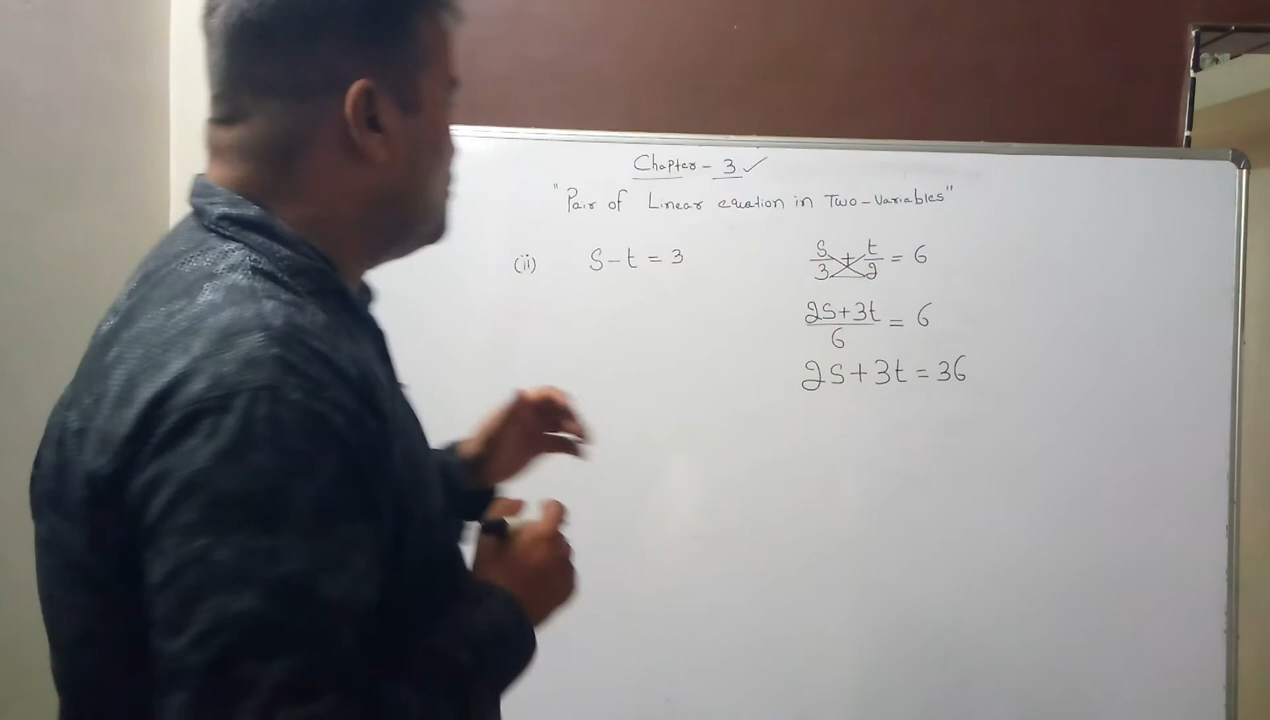 Chapter - 3 ✓
"Pair of Linear equation in Two-Variables"
(ii) S-t = 3
S/3 + t/2 = 6
2S+3t/6 = 6
2S+3t = 36